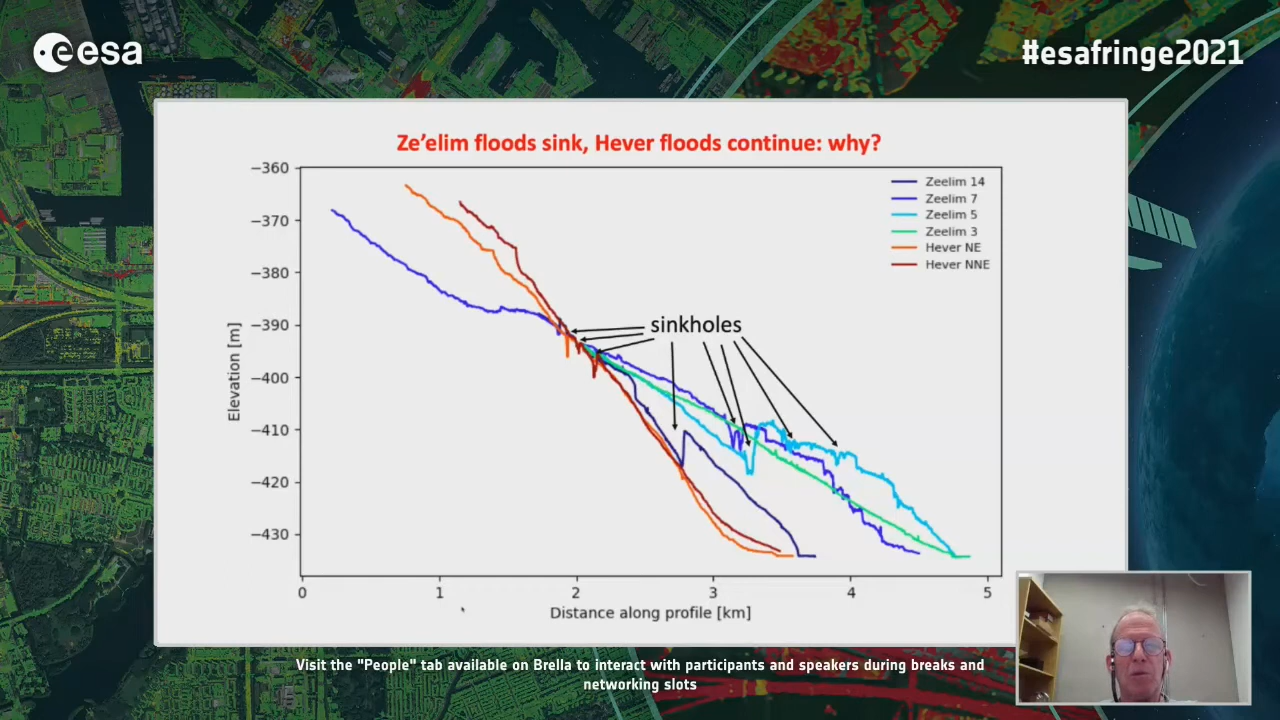 esa
#esafringe2021
Ze'elim floods sink, Hever floods continue: why?
−360
−370
−380
−390
−400
−410
−420
−430
Elevation [m]
Zeelim 14
Zeelim 7
Zeelim 5
Zeelim 3
Hever NE
Hever NNE
sinkholes
0 1 2 3 4 5
Distance along profile [km]
Visit the "People" tab available on Brella to interact with participants and speakers during breaks and
networking slots